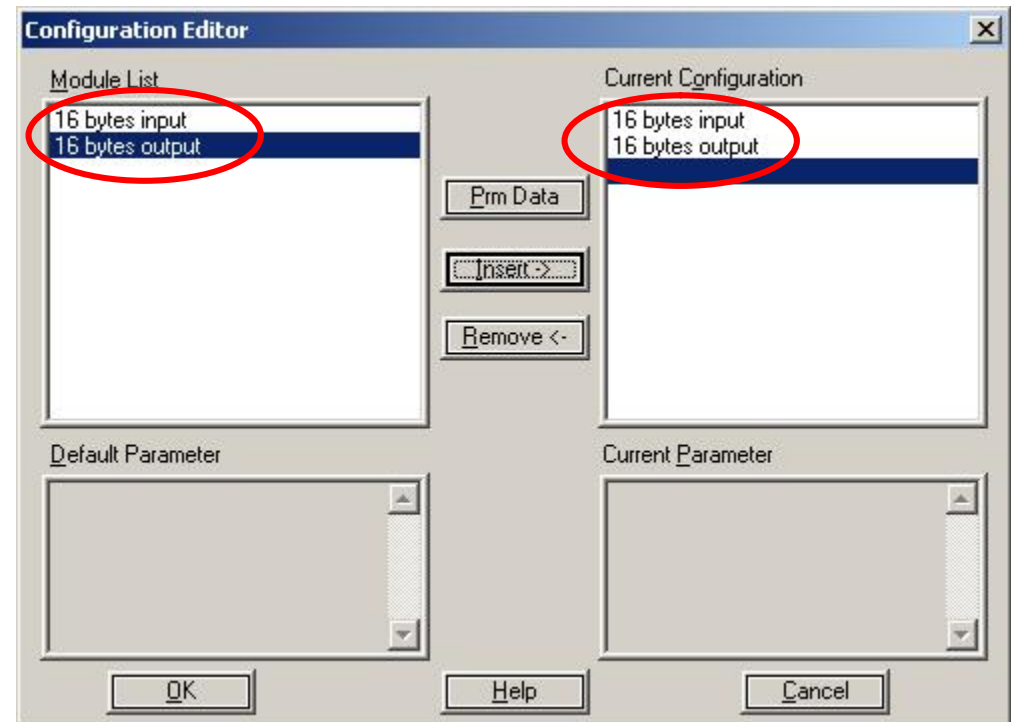 Configuration Editor
Module List
16 bytes input
16 bytes output
Prm Data
Insert ->
Remove <-
Current Configuration
16 bytes input
16 bytes output
Default Parameter
Current Parameter
OK
Help
Cancel